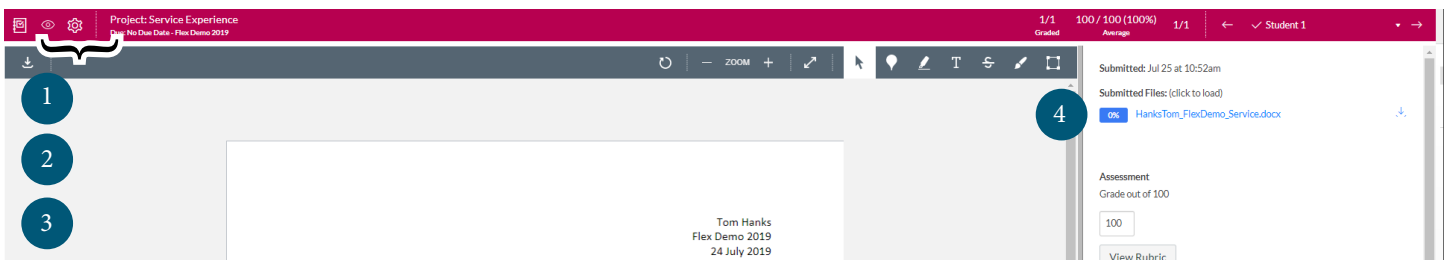 Project: Service Experience
Due: No Due Date - Flex Demo 2019
1/1
Graded
100 / 100 (100%)
Average
1/1
Student 1
ZOOM
T
S
1
2
3
4
Submitted: Jul 25 at 10:52am
Submitted Files: (click to load)
0% HanksTom_FlexDemo_Service.docx
Assessment
Grade out of 100
100
View Rubric
Tom Hanks
Flex Demo 2019
24 July 2019